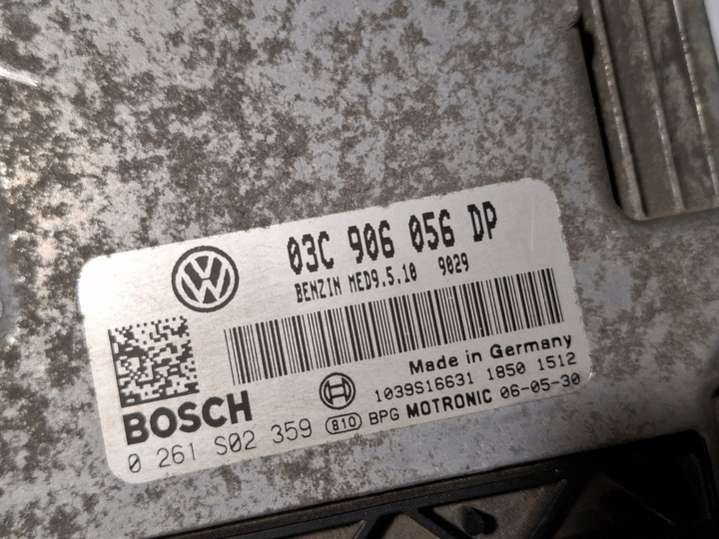 03C 906 056 DP
BENZIN MED9.5.10 9029
Made in Germany
BOSCH
1039S16631 1850 1512
0 261 S02 359 810 BPG MOTRONIC 06-05-30